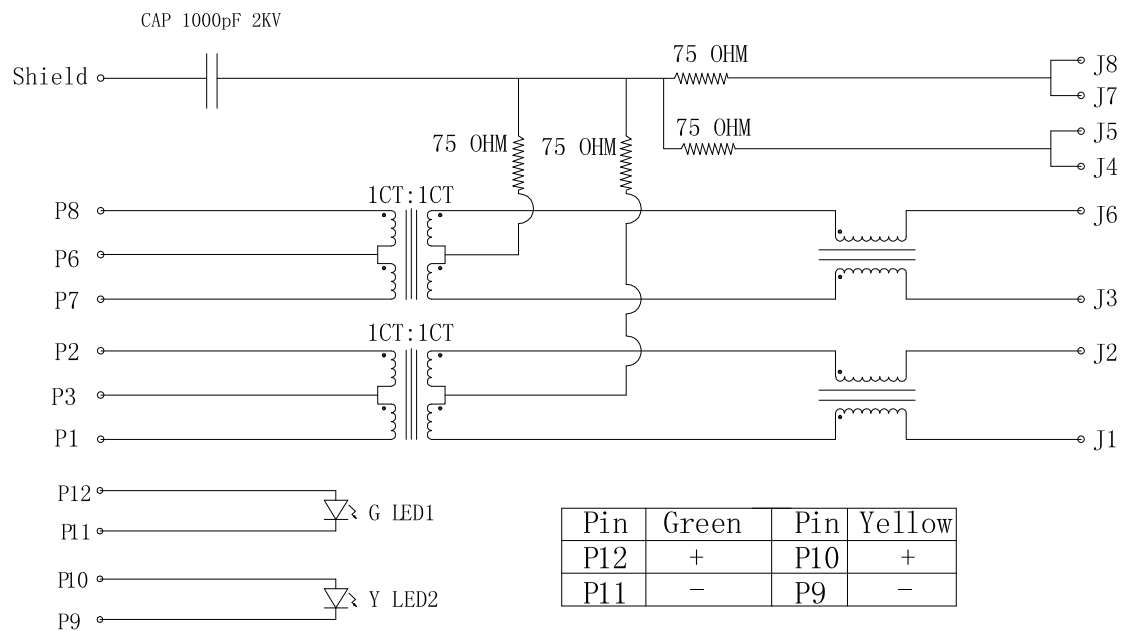 CAP 1000pF 2KV
Shield
75 OHM
J8
J7
75 OHM
J5
75 OHM 75 OHM
J4
P8
1CT:1CT
J6
P6
P7
J3
1CT:1CT
P2
J2
P3
P1
J1
P12
G LED1
P11
P10
Y LED2
P9
Pin Green Pin Yellow
P12 + P10 +
P11 − P9 −